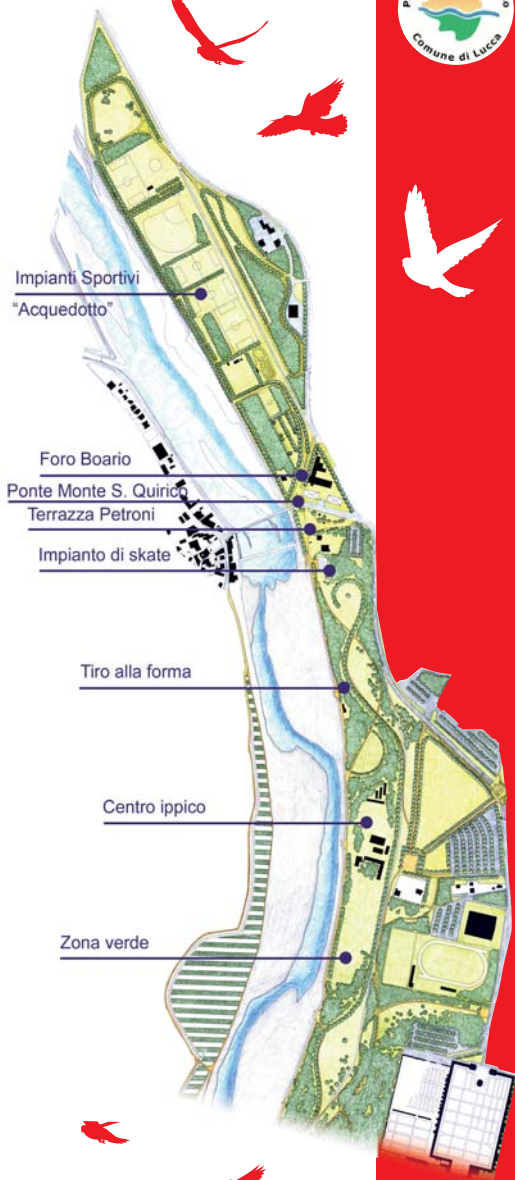 Comune di Lucca
Impianti Sportivi
"Acquedotto"
Foro Boario
Ponte Monte S. Quirico
Terrazza Petroni
Impianto di skate
Tiro alla forma
Centro ippico
Zona verde